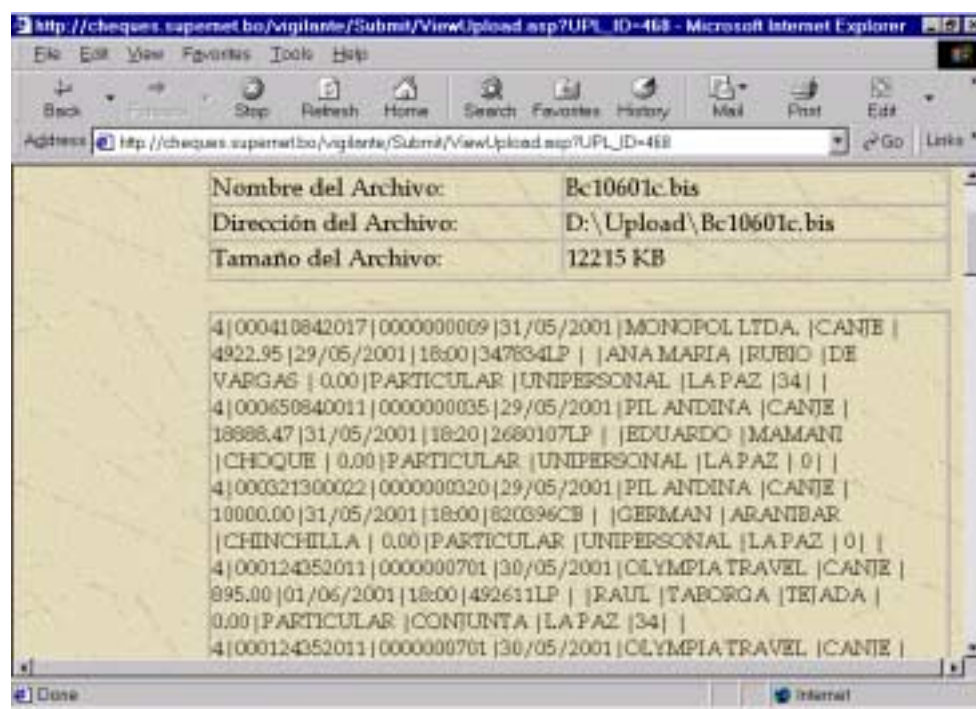 http://cheques.supernet.bo/vigilante/Submit/ViewUpload.asp?UPL_ID=468 - Microsoft Internet Explorer
File Edit View Favorites Tools Help
Back Forward Stop Refresh Home Search Favorites History Mail Print Edit
Address http://cheques.supernet.bo/vigilante/Submit/ViewUpload.asp?UPL_ID=468 Go Links
Nombre del Archivo: Bc10601c.bis
Dirección del Archivo: D:\Upload\Bc10601c.bis
Tamaño del Archivo: 12215 KB
4|000410842017|0000000009|31/05/2001|MONOPOL LTDA. |CANJE |
4922.95|29/05/2001|18:00|347834LP | |ANA MARIA |RUBIO |DE
VARGAS | 0.00|PARTICULAR |UNIPERSONAL |LA PAZ |34| |
4|000650840011|0000000035|29/05/2001|PIL ANDINA |CANJE |
18888.47|31/05/2001|18:20|2680107LP | |EDUARDO |MAMANI
|CHOQUE | 0.00|PARTICULAR |UNIPERSONAL |LA PAZ | 0| |
4|000321300022|0000000320|29/05/2001|PIL ANDINA |CANJE |
10000.00|31/05/2001|18:00|820396CB | |GERMAN |ARANIBAR
|CHINCHILLA | 0.00|PARTICULAR |UNIPERSONAL |LA PAZ | 0| |
4|000124352011|0000000701|30/05/2001|OLYMPIA TRAVEL |CANJE |
895.00|01/06/2001|18:00|492611LP | |RAUL |TABORGA |TEJADA |
0.00|PARTICULAR |CONJUNTA |LA PAZ |34| |
4|000124352011|0000000701|30/05/2001|OLYMPIA TRAVEL |CANJE |
Done Internet